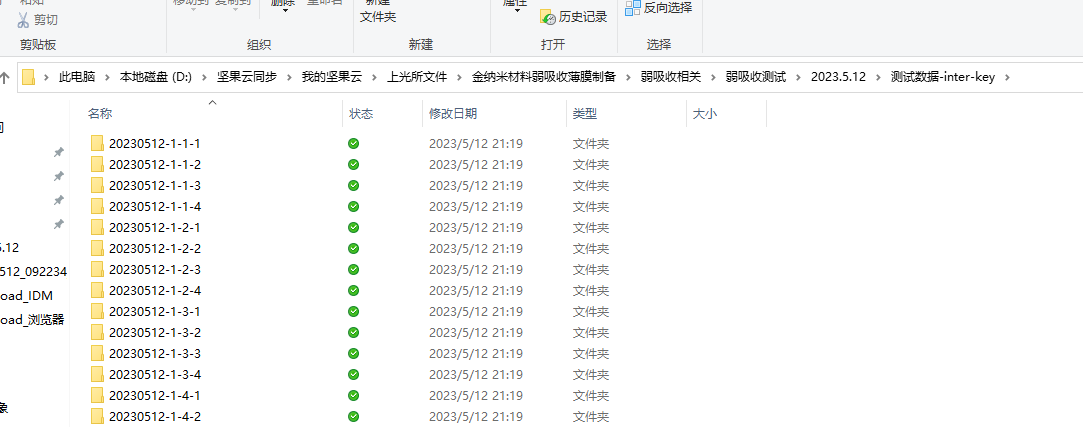 粘贴
移动到 复制到 删除 重命名
新建
属性
剪切
文件夹
历史记录
反向选择
剪贴板 组织 新建 打开 选择
此电脑 本地磁盘 (D:) 坚果云同步 我的坚果云 上光所文件 金纳米材料弱吸收薄膜制备 弱吸收相关 弱吸收测试 2023.5.12 测试数据-inter-key
名称 状态 修改日期 类型 大小
20230512-1-1-1 2023/5/12 21:19 文件夹
20230512-1-1-2 2023/5/12 21:19 文件夹
20230512-1-1-3 2023/5/12 21:19 文件夹
20230512-1-1-4 2023/5/12 21:19 文件夹
20230512-1-2-1 2023/5/12 21:19 文件夹
5.12 20230512-1-2-2 2023/5/12 21:19 文件夹
512_092234 20230512-1-2-3 2023/5/12 21:19 文件夹
oad_IDM 20230512-1-2-4 2023/5/12 21:19 文件夹
oad_浏览器 20230512-1-3-1 2023/5/12 21:19 文件夹
20230512-1-3-2 2023/5/12 21:19 文件夹
20230512-1-3-3 2023/5/12 21:19 文件夹
20230512-1-3-4 2023/5/12 21:19 文件夹
20230512-1-4-1 2023/5/12 21:19 文件夹
象 20230512-1-4-2 2023/5/12 21:19 文件夹